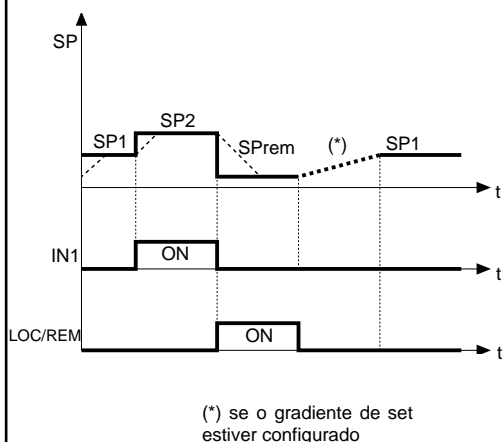 SP
SP1
SP2
SPrem
(*)
SP1
t
IN1
ON
t
LOC/REM
ON
t
(*) se o gradiente de set
estiver configurado